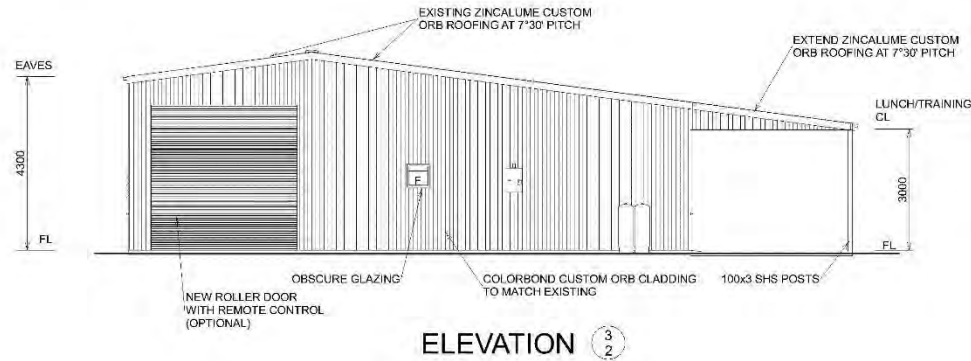 EXISTING ZINCALUME CUSTOM
ORB ROOFING AT 7°30' PITCH
EXTEND ZINCALUME CUSTOM
ORB ROOFING AT 7°30' PITCH
EAVES
LUNCH/TRAINING
CL
4300
3000
F
FL
FL
OBSCURE GLAZING
COLORBOND CUSTOM ORB CLADDING
TO MATCH EXISTING
100x3 SHS POSTS
NEW ROLLER DOOR
WITH REMOTE CONTROL
(OPTIONAL)
ELEVATION
3
2